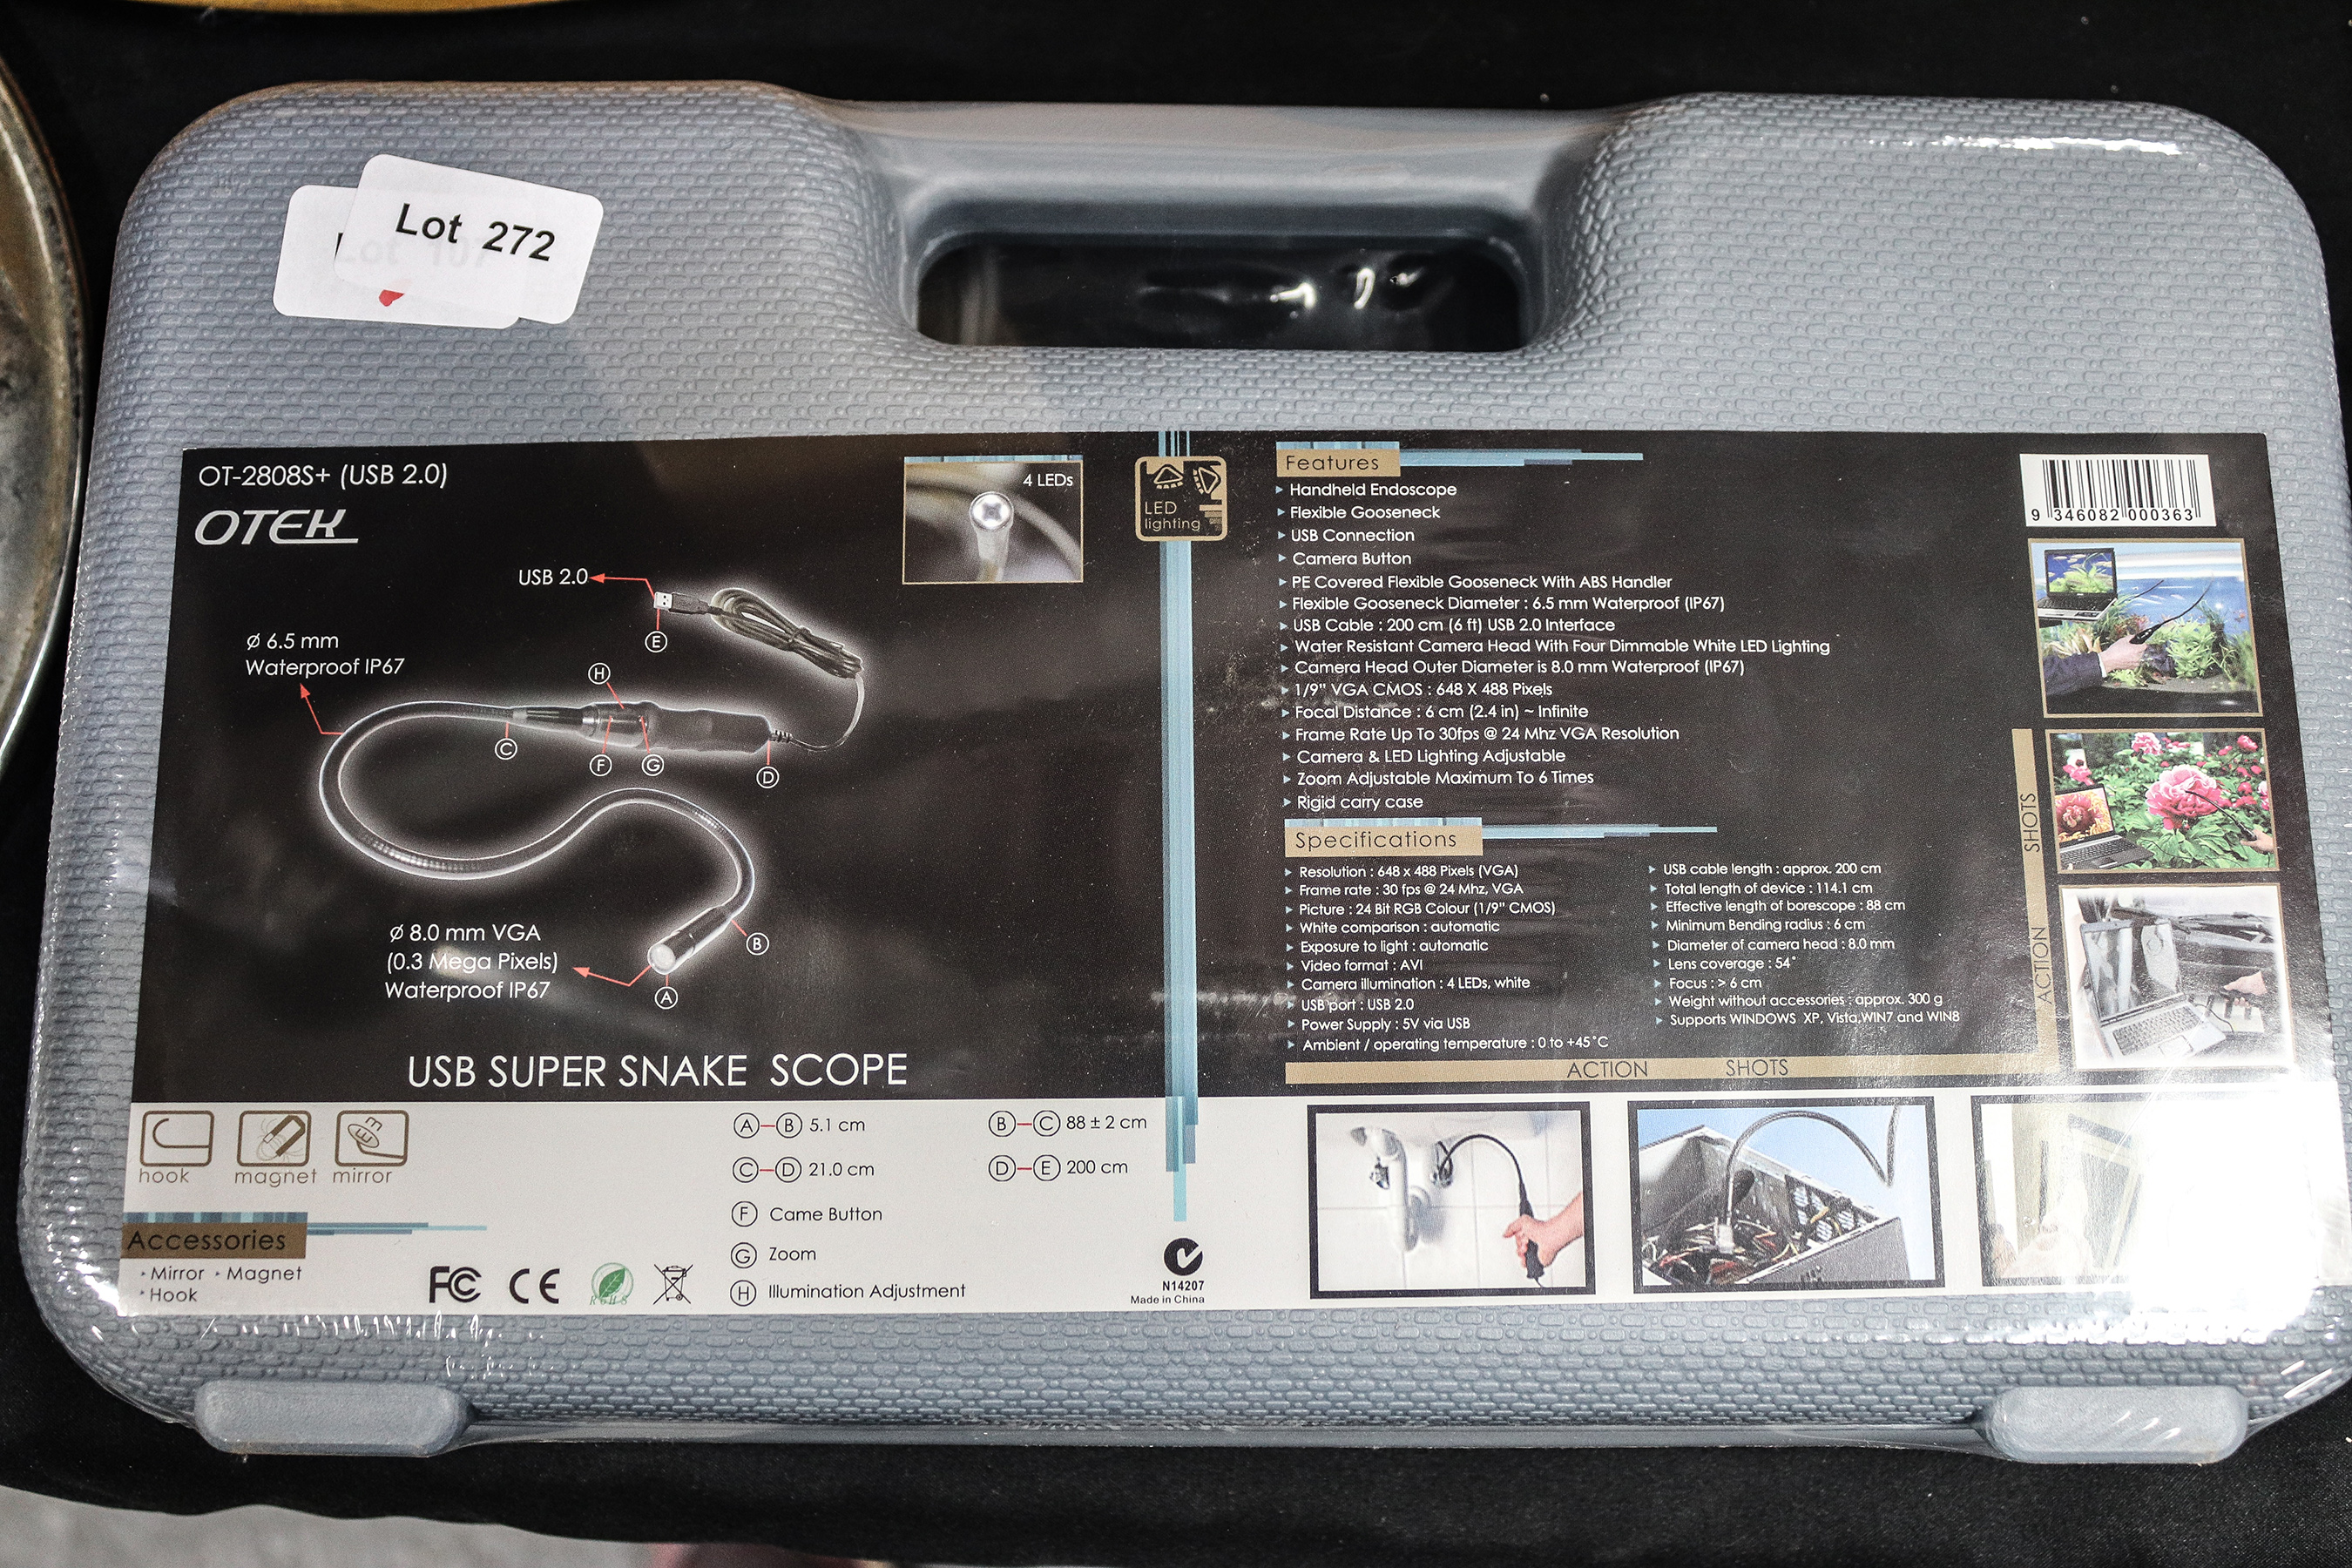 Lot 272
OT-2808S+ (USB 2.0)
OTEK
4 LEDs
LED
lighting
USB 2.0
E
Ø 6.5 mm
Waterproof IP67
H
C
F
G
D
Ø 8.0 mm VGA
(0.3 Mega Pixels)
Waterproof IP67
B
A
USB SUPER SNAKE SCOPE
hook magnet mirror
Accessories
Mirror Magnet
Hook
FC CE RoHS
A–B 5.1 cm B–C 88 ± 2 cm
C–D 21.0 cm D–E 200 cm
F Came Button
G Zoom
H Illumination Adjustment
N14207
Made in China
Features
Handheld Endoscope
Flexible Gooseneck
USB Connection
Camera Button
PE Covered Flexible Gooseneck With ABS Handler
Flexible Gooseneck Diameter : 6.5 mm Waterproof (IP67)
USB Cable : 200 cm (6 ft) USB 2.0 Interface
Water Resistant Camera Head With Four Dimmable White LED Lighting
Camera Head Outer Diameter is 8.0 mm Waterproof (IP67)
1/9" VGA CMOS : 648 X 488 Pixels
Focal Distance : 6 cm (2.4 in) ~ Infinite
Frame Rate Up To 30fps @ 24 Mhz VGA Resolution
Camera & LED Lighting Adjustable
Zoom Adjustable Maximum To 6 Times
Rigid carry case
Specifications
Resolution : 648 x 488 Pixels (VGA)
Frame rate : 30 fps @ 24 Mhz, VGA
Picture : 24 Bit RGB Colour (1/9" CMOS)
White comparison : automatic
Exposure to light : automatic
Video format : AVI
Camera illumination : 4 LEDs, white
USB port : USB 2.0
Power Supply : 5V via USB
Ambient / operating temperature : 0 to +45°C
USB cable length : approx. 200 cm
Total length of device : 114.1 cm
Effective length of borescope : 88 cm
Minimum Bending radius : 6 cm
Diameter of camera head : 8.0 mm
Lens coverage : 54°
Focus : > 6 cm
Weight without accessories : approx. 300 g
Supports WINDOWS XP, Vista,WIN7 and WIN8
9 346082 000363
ACTION SHOTS
ACTION SHOTS